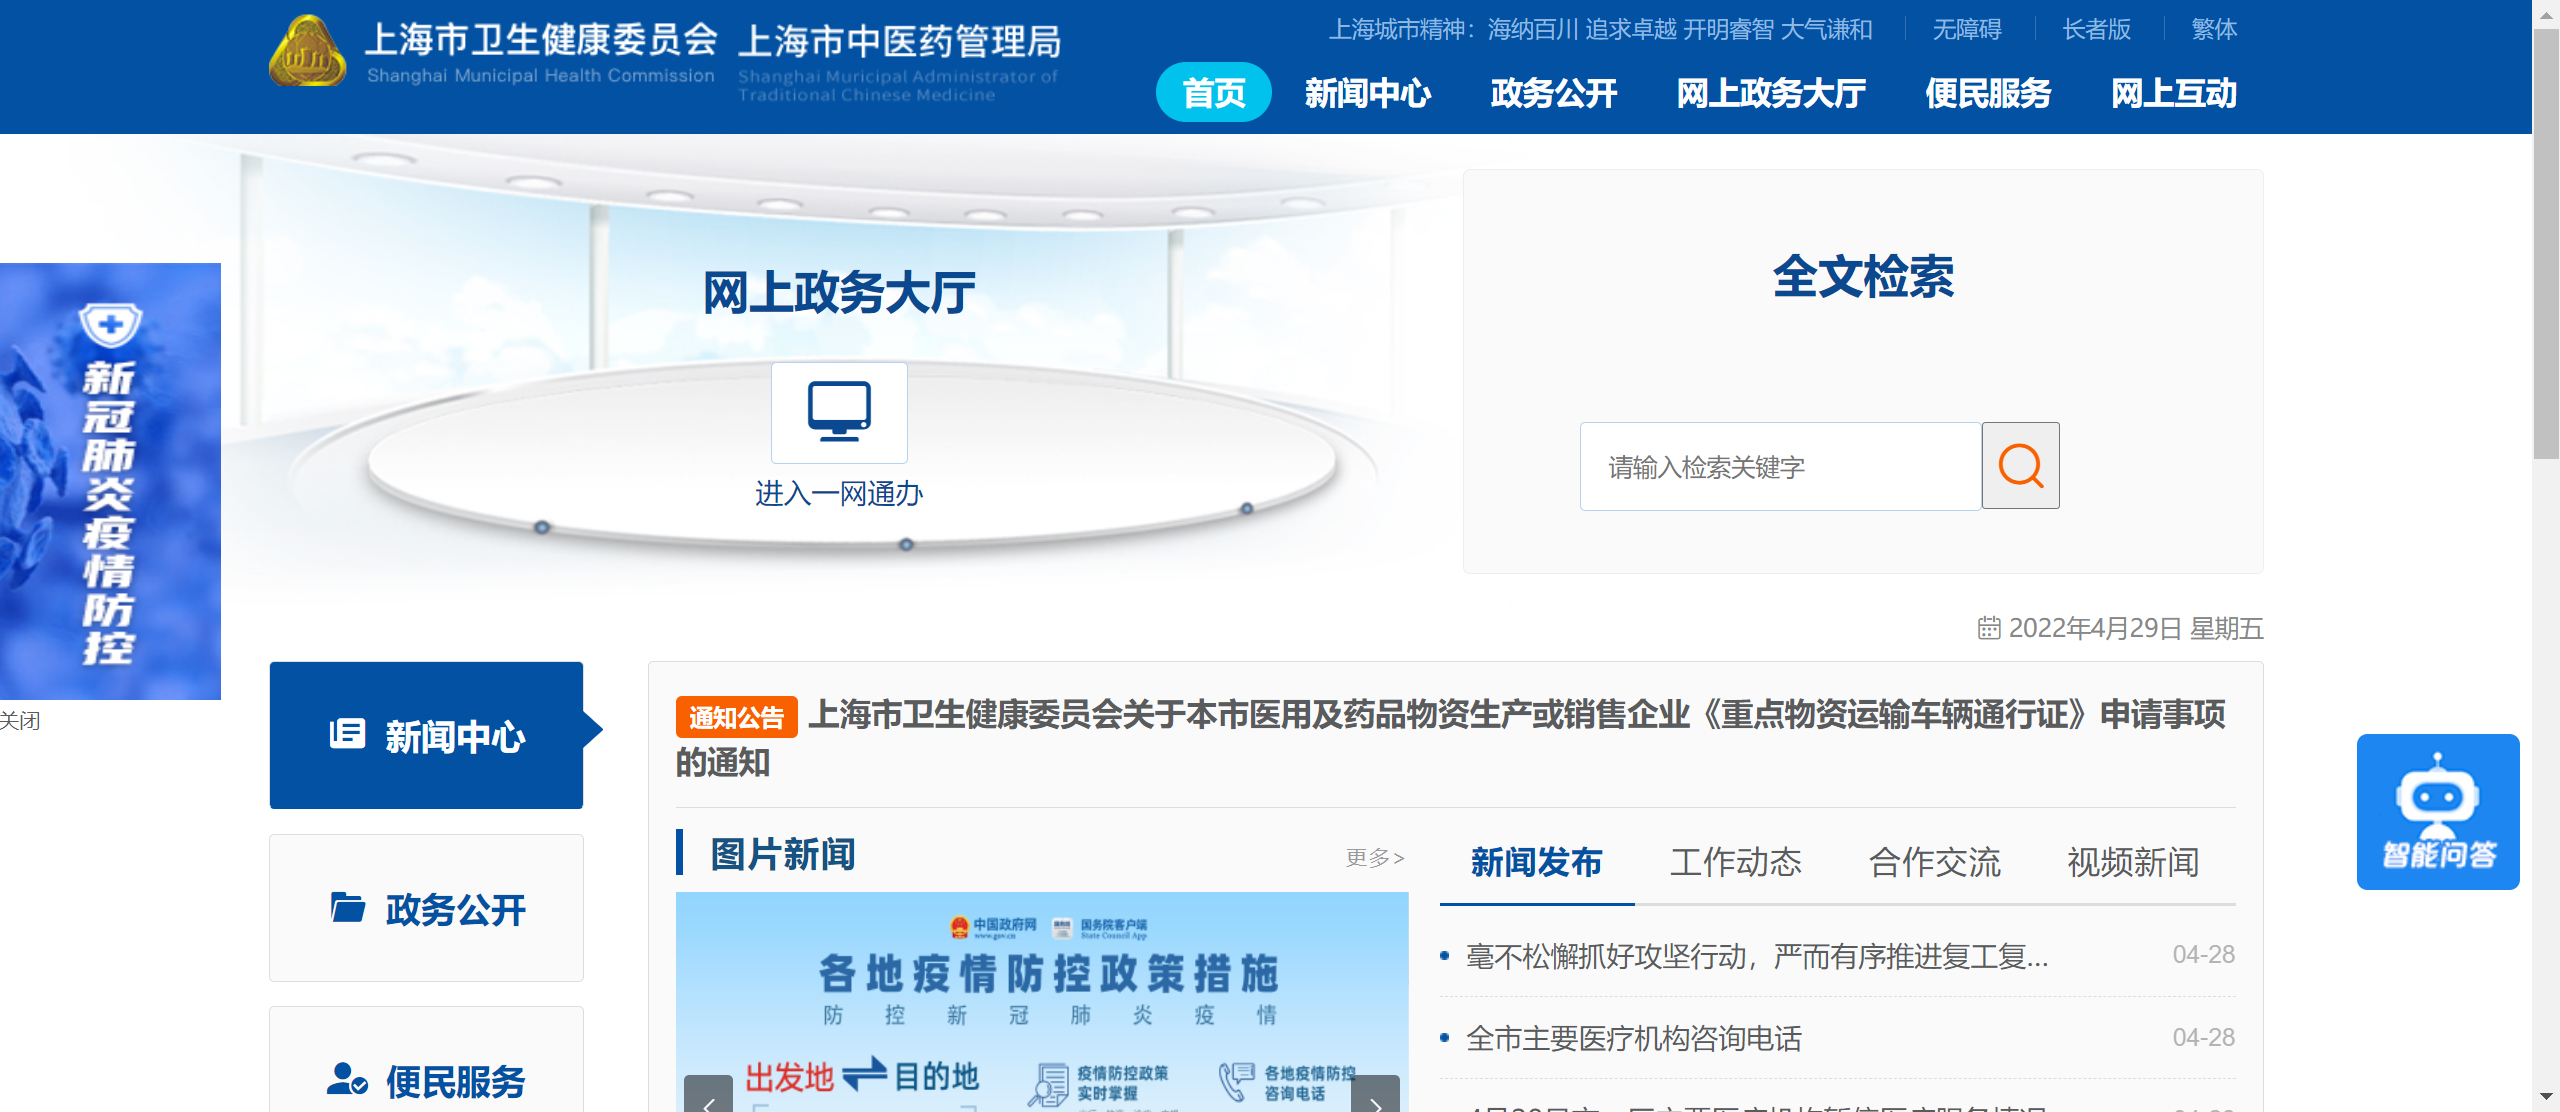 上海市卫生健康委员会
Shanghai Municipal Health Commission
上海市中医药管理局
Shanghai Muricipal Administrator of
Traditional Chinese Medicine
上海城市精神：海纳百川 追求卓越 开明睿智 大气谦和
无障碍
长者版
繁体
首页
新闻中心
政务公开
网上政务大厅
便民服务
网上互动
网上政务大厅
进入一网通办
全文检索
请输入检索关键字
新冠肺炎疫情防控
关闭
2022年4月29日 星期五
新闻中心
政务公开
便民服务
通知公告 上海市卫生健康委员会关于本市医用及药品物资生产或销售企业《重点物资运输车辆通行证》申请事项
的通知
图片新闻
更多>
中国政府网
www.gov.cn
国务院客户端
State Council App
各地疫情防控政策措施
防控新冠肺炎疫情
出发地
目的地
疫情防控政策
实时掌握
各地疫情防控
咨询电话
新闻发布
工作动态
合作交流
视频新闻
毫不松懈抓好攻坚行动，严而有序推进复工复...
04-28
全市主要医疗机构咨询电话
04-28
智能问答